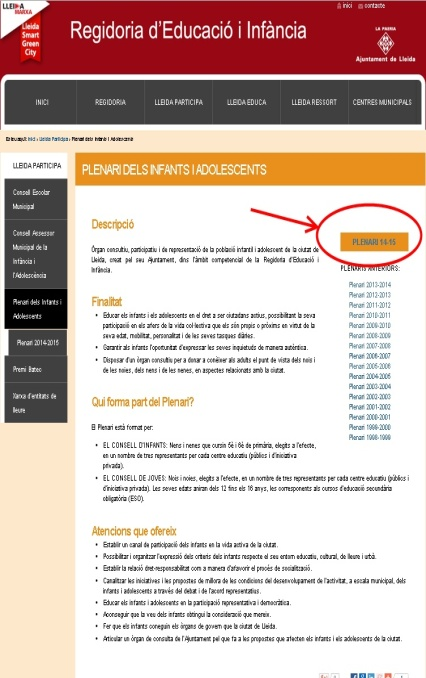 LLEIDA
MARXA
Lleida
Smart
Green
City
inici
contacte
Regidoria d'Educació i Infància
LA PAERIA
Ajuntament de Lleida
INICI
REGIDORIA
LLEIDA PARTICIPA
LLEIDA EDUCA
LLEIDA RESSORT
CENTRES MUNICIPALS
Esteu aquí: Inici › Lleida Participa › Plenari dels Infants i Adolescents
LLEIDA PARTICIPA
Consell Escolar
Municipal
Consell Assessor
Municipal de la
Infància i
l'Adolescència
Plenari dels Infants i
Adolescents
Plenari 2014-2015
Premi Bateo
Xarxa d'entitats de
lleure
PLENARI DELS INFANTS I ADOLESCENTS
Descripció
Òrgan consultiu, participatiu i de representació de la població infantil i adolescent de la ciutat de
Lleida, creat pel seu Ajuntament, dins l'àmbit competencial de la Regidoria d'Educació i
Infància.
PLENARI 14-15
PLENARIS ANTERIORS:
Plenari 2013-2014
Plenari 2012-2013
Plenari 2011-2012
Plenari 2010-2011
Plenari 2009-2010
Plenari 2008-2009
Plenari 2007-2008
Plenari 2006-2007
Plenari 2005-2006
Plenari 2004-2005
Plenari 2003-2004
Plenari 2002-2003
Plenari 2001-2002
Plenari 2000-2001
Plenari 1999-2000
Plenari 1998-1999
Finalitat
• Educar els infants i els adolescents en el dret a ser ciutadans actius, possibilitant la seva
participació en els afers de la vida col·lectiva que els són propis o pròxims en virtut de la
seva edat, mobilitat, personalitat i de les seves tasques diàries.
• Garantir als infants l'oportunitat d'expressar les seves inquietuds de manera autèntica.
• Disposar d'un òrgan consultiu per a donar a conèixer als adults el punt de vista dels nois i
de les noies, dels nens i de les nenes, en aspectes relacionats amb la ciutat.
Qui forma part del Plenari?
El Plenari està format per:
• EL CONSELL D'INFANTS: Nens i nenes que cursin 5è i 6è de primària, elegits a l'efecte,
en un nombre de tres representants per cada centre educatiu (públics i d'iniciativa
privada).
• EL CONSELL DE JOVES: Nois i noies, elegits a l'efecte, en un nombre de tres representants per cada centre educatiu (públics i
d'iniciativa privada). Les seves edats aniran dels 12 fins els 16 anys, les corresponents als cursos d'educació secundària
obligatòria (ESO).
Atencions que ofereix
• Establir un canal de participació dels infants en la vida activa de la ciutat.
• Possibilitar i organitzar l'expressió dels criteris dels infants respecte el seu entorn educatiu, cultural, de lleure i urbà.
• Establir la relació dret-responsabilitat com a manera d'afavorir el procés de socialització.
• Canalitzar les iniciatives i les propostes de millora de les condicions del desenvolupament de l'activitat, a escala municipal, dels
infants i adolescents a través del debat i de l'acord representatius.
• Educar els infants i adolescents en la participació representativa i democràtica.
• Aconseguir que la veu dels infants obtingui la consideració que mereix.
• Fer que els infants coneguin els òrgans de govern que la ciutat de Lleida.
• Articular un òrgan de consulta de l'Ajuntament pel que fa a les propostes que afecten els infants i els adolescents de la ciutat.